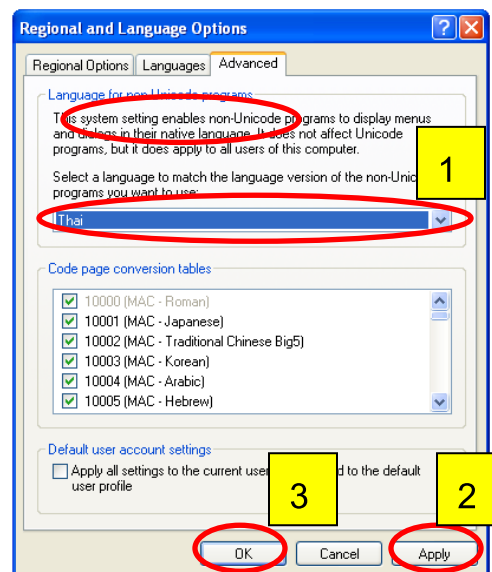 Regional and Language Options
Regional Options Languages Advanced
Language for non-Unicode programs
This system setting enables non-Unicode programs to display menus
and dialogs in their native language. It does not affect Unicode
programs, but it does apply to all users of this computer.
Select a language to match the language version of the non-Unic
programs you want to use:
1
Thai
Code page conversion tables
10000 (MAC - Roman)
10001 (MAC - Japanese)
10002 (MAC - Traditional Chinese Big5)
10003 (MAC - Korean)
10004 (MAC - Arabic)
10005 (MAC - Hebrew)
Default user account settings
Apply all settings to the current user d to the default
user profile
3 2
OK Cancel Apply